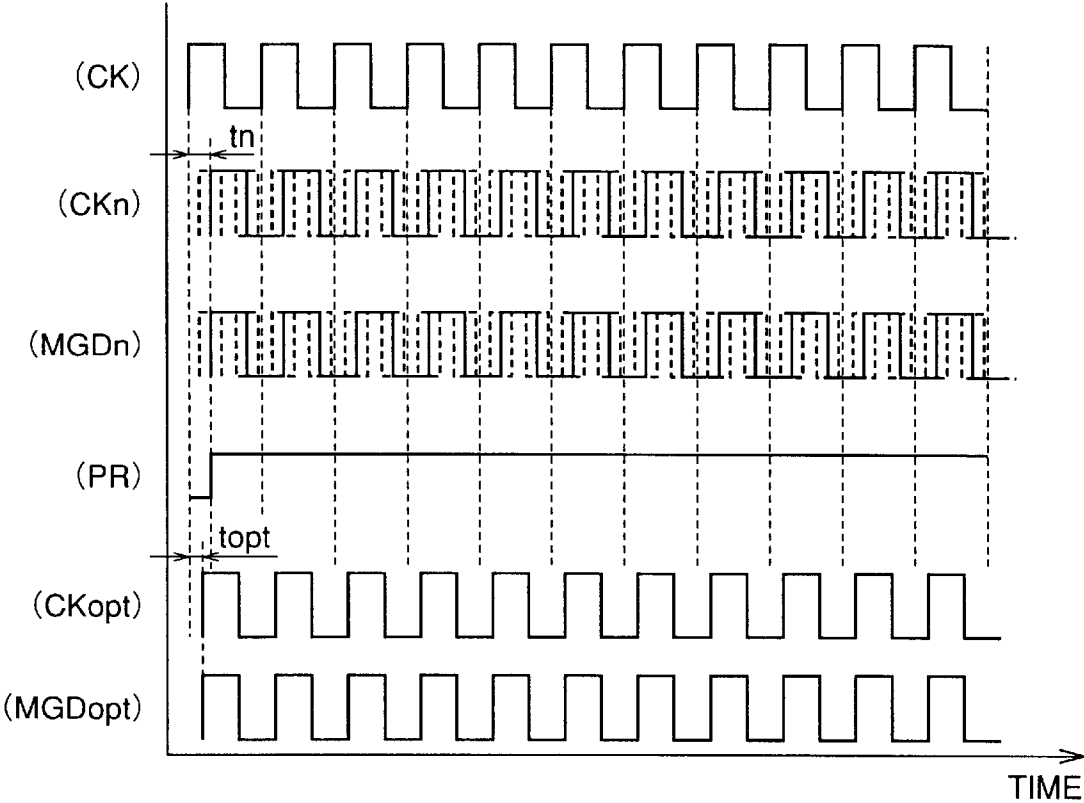 (CK)
tn
(CKn)
(MGDn)
(PR)
topt
(CKopt)
(MGDopt)
TIME